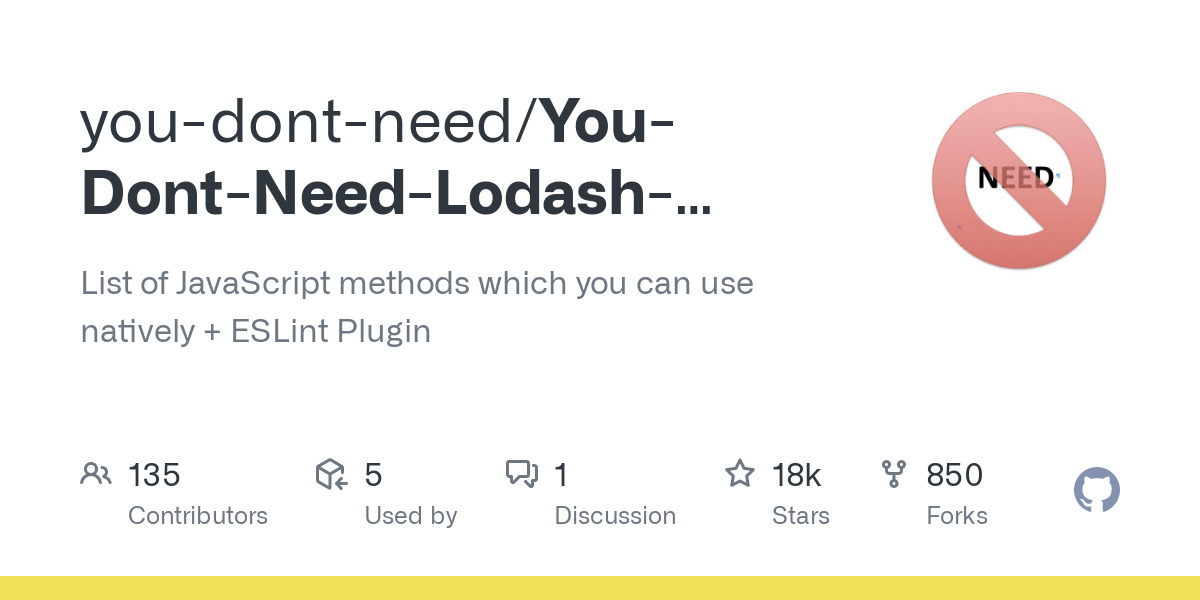 you-dont-need/You-
Dont-Need-Lodash-...
NEED
List of JavaScript methods which you can use
natively + ESLint Plugin
135
Contributors
5
Used by
1
Discussion
18k
Stars
850
Forks